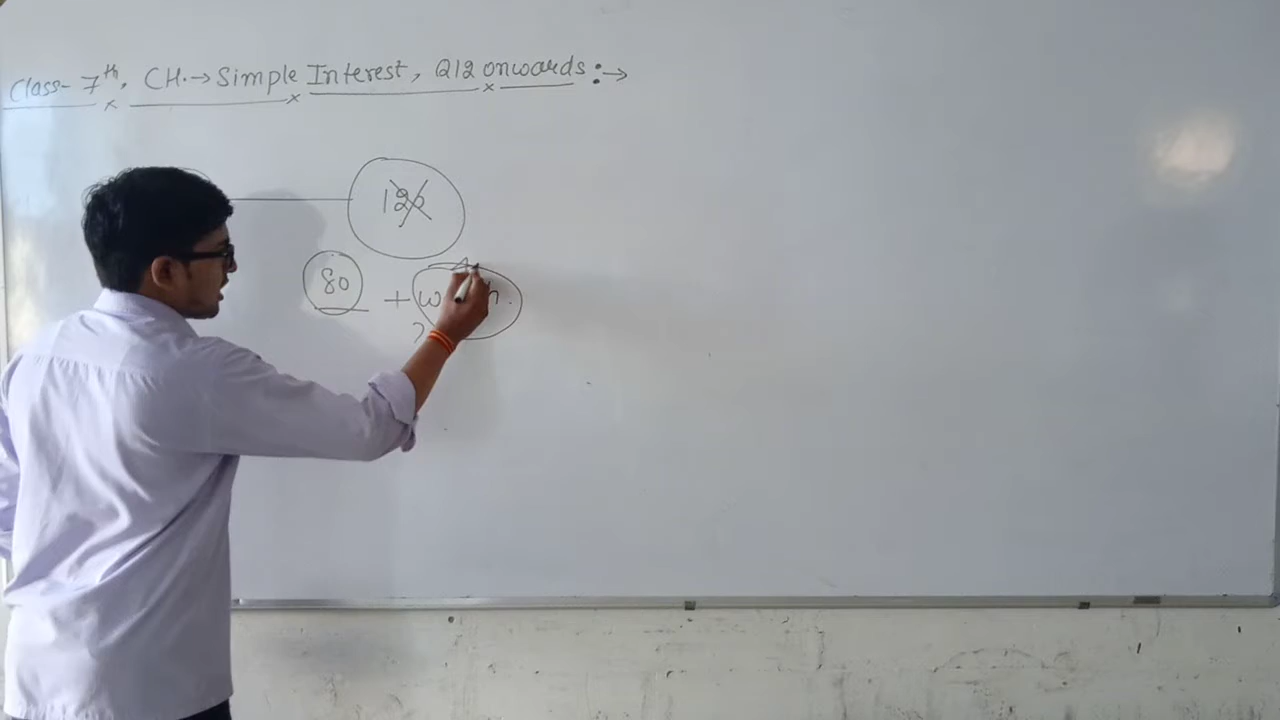 Class- 7th, CH.→ Simple Interest, Q12 onwards :→
120
80 +
?